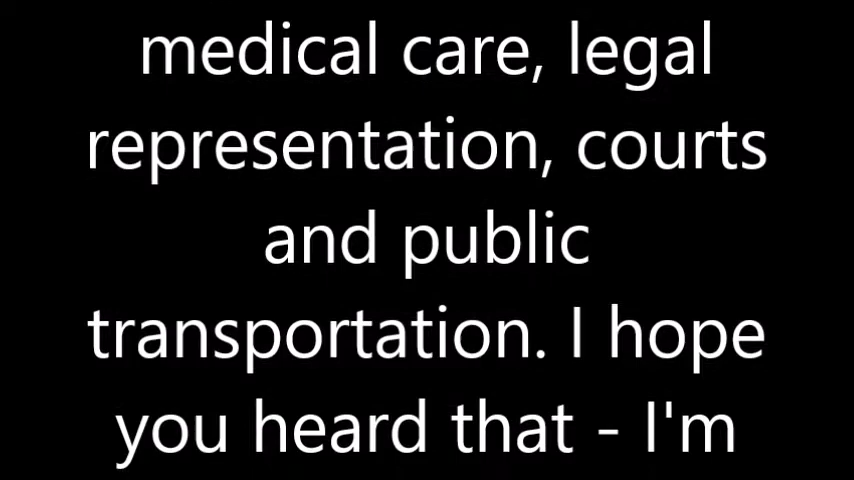 medical care, legal
representation, courts
and public
transportation. I hope
you heard that - I'm